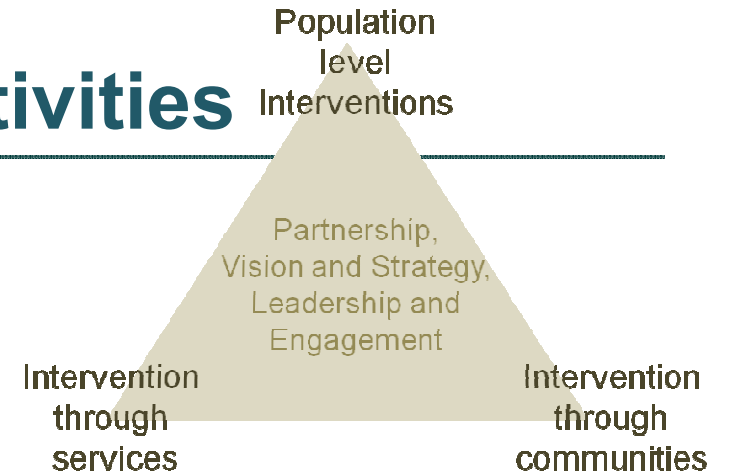 Population
level
Interventions
tivities
Partnership,
Vision and Strategy,
Leadership and
Engagement
Intervention
through
services
Intervention
through
communities